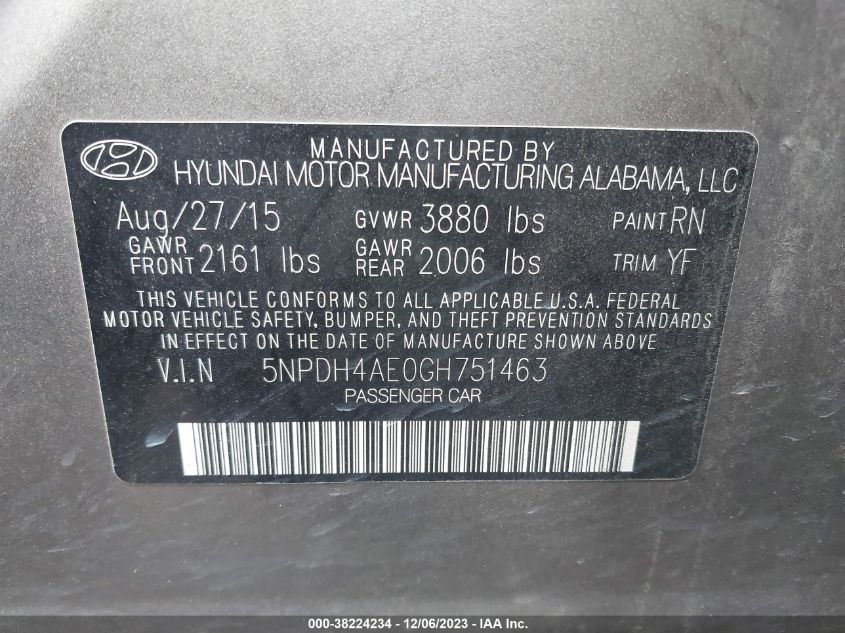 MANUFACTURED BY
HYUNDAI MOTOR MANUFACTURING ALABAMA, LLC
Aug/27/15 GVWR 3880 lbs PAINT RN
GAWR FRONT 2161 lbs GAWR REAR 2006 lbs TRIM YF
THIS VEHICLE CONFORMS TO ALL APPLICABLE U.S.A. FEDERAL
MOTOR VEHICLE SAFETY, BUMPER, AND THEFT PREVENTION STANDARDS
IN EFFECT ON THE DATE OF MANUFACTURE SHOWN ABOVE
V.I.N 5NPDH4AE0GH751463
PASSENGER CAR
000-38224234 - 12/06/2023 - IAA Inc.